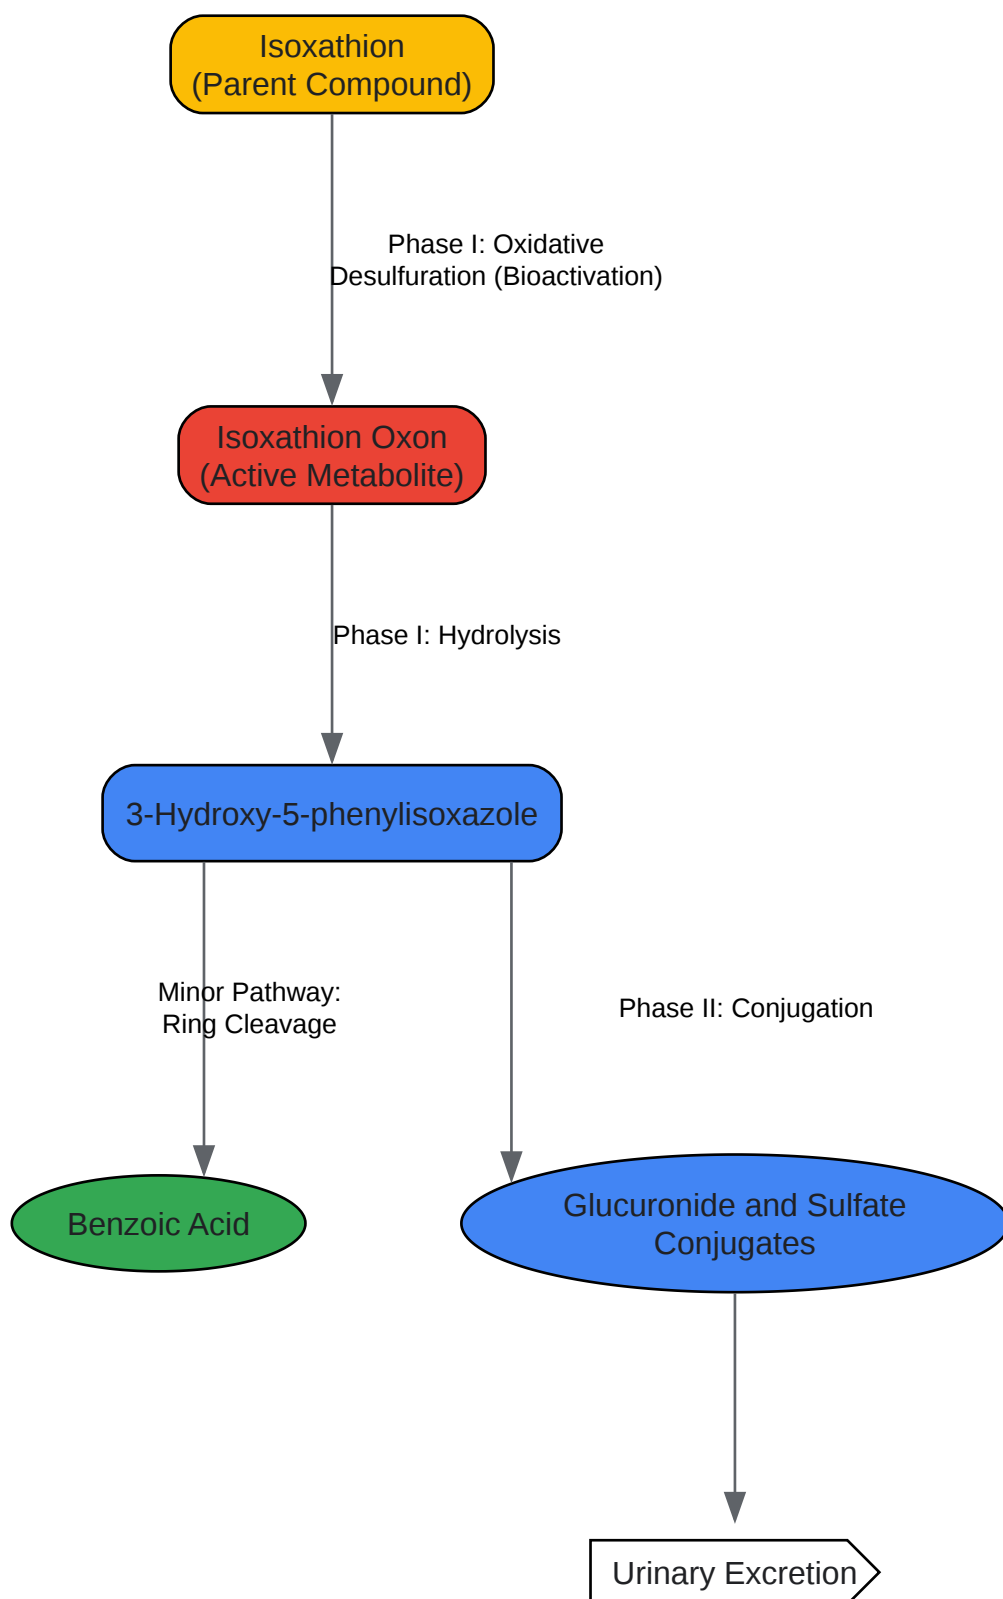 Isoxathion
(Parent Compound)
Phase I: Oxidative
Desulfuration (Bioactivation)
Isoxathion Oxon
(Active Metabolite)
Phase I: Hydrolysis
3-Hydroxy-5-phenylisoxazole
Minor Pathway:
Ring Cleavage
Phase II: Conjugation
Benzoic Acid
Glucuronide and Sulfate
Conjugates
Urinary Excretion